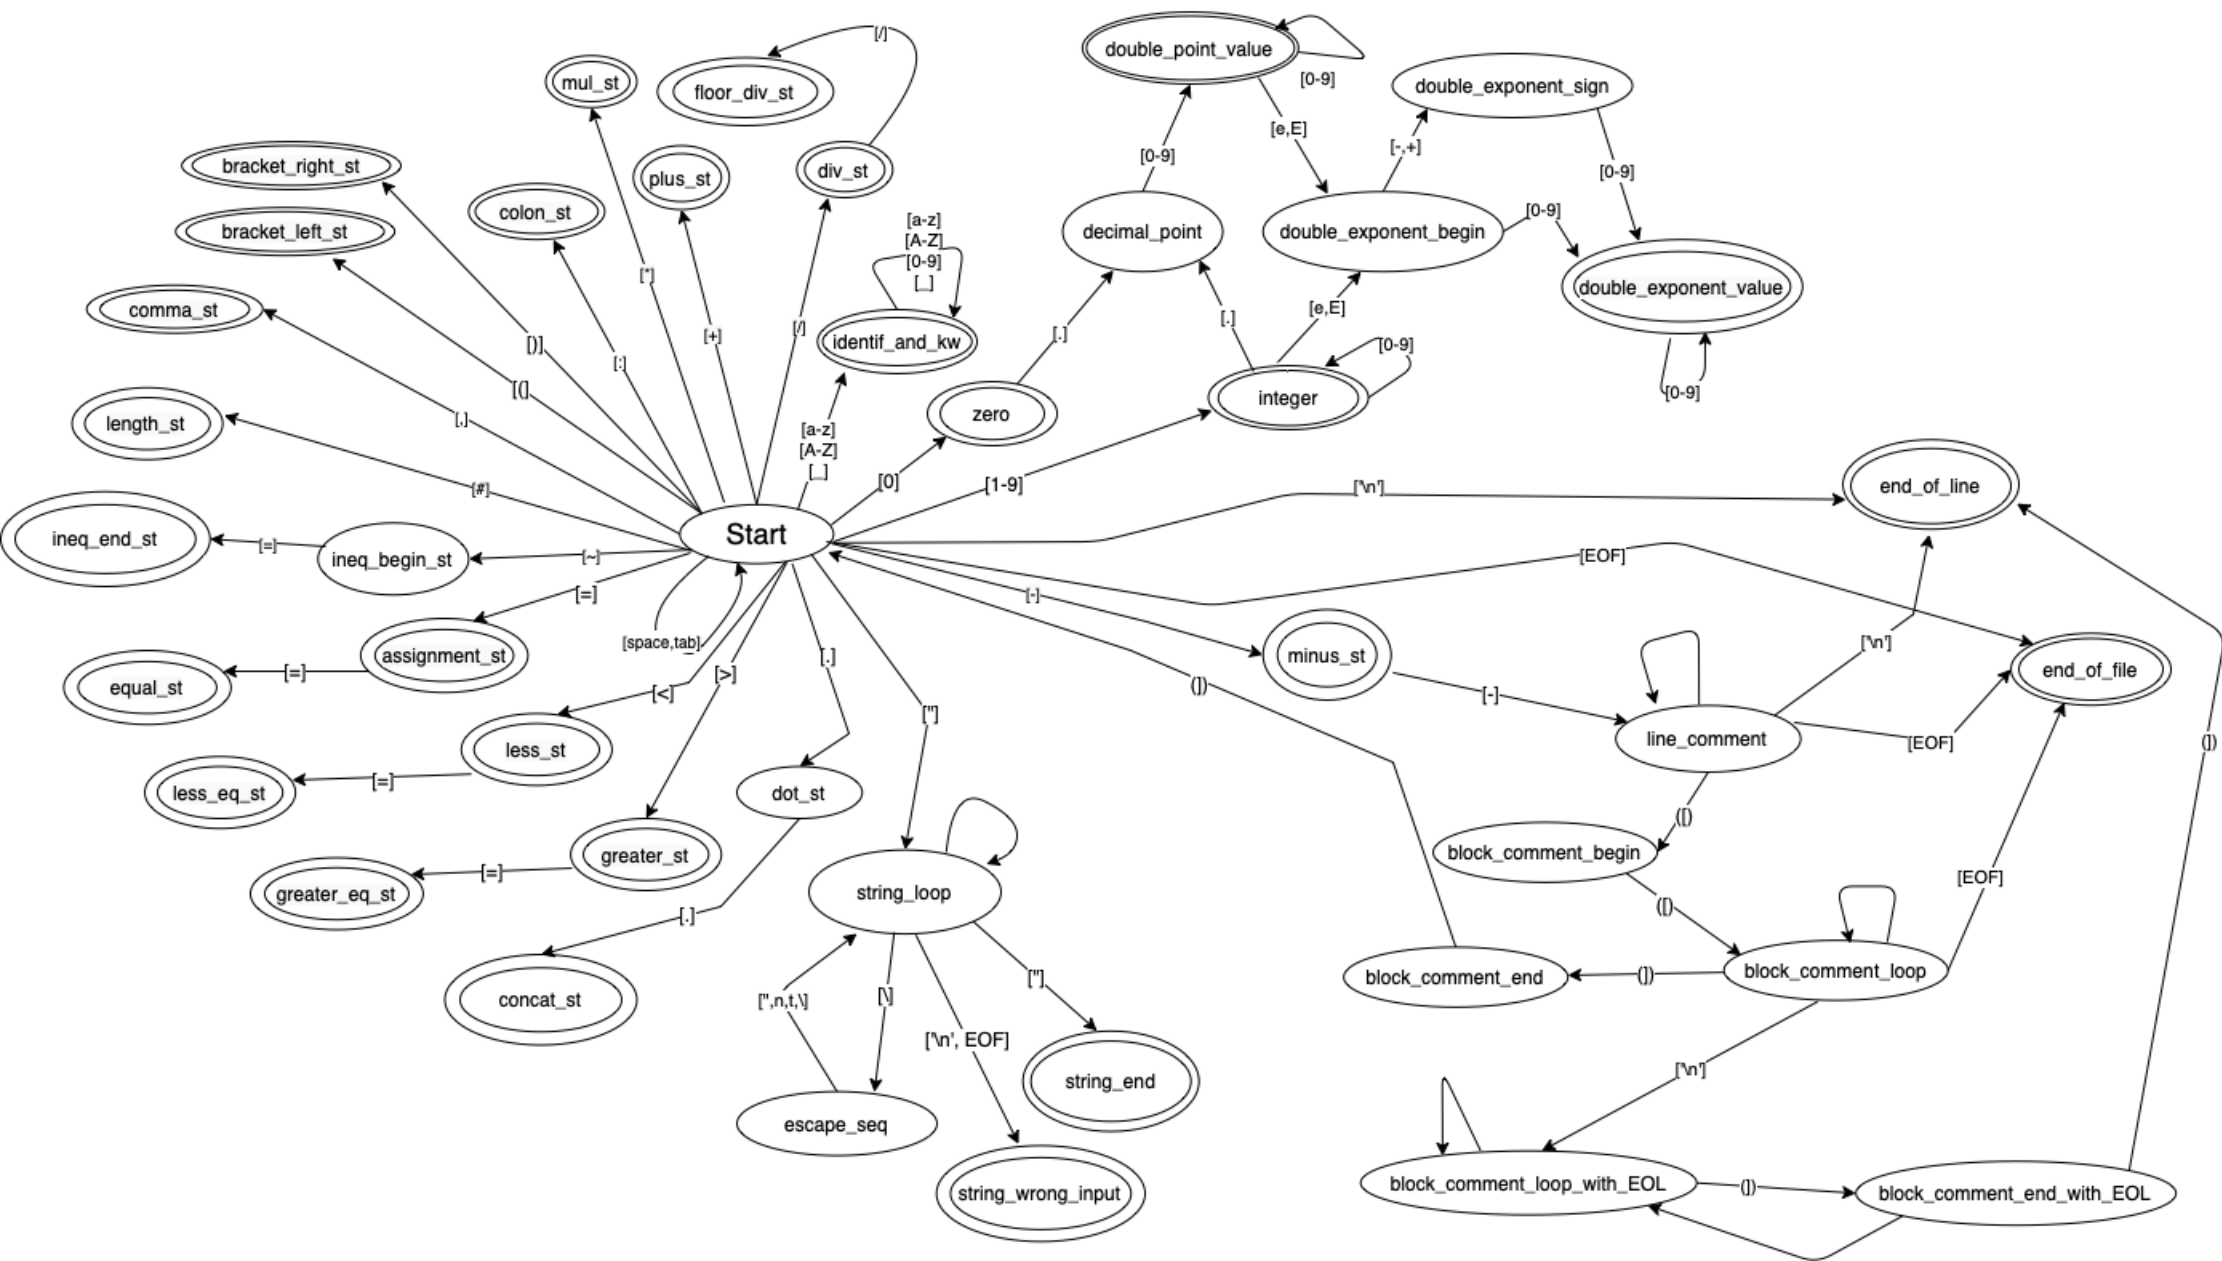 [/]
double_point_value
mul_st
floor_div_st
[0-9]
double_exponent_sign
[e,E]
[-,+]
bracket_right_st
plus_st
div_st
[0-9]
[0-9]
colon_st
[0-9]
bracket_left_st
[a-z]
[A-Z]
[0-9]
[_]
decimal_point
double_exponent_begin
[*]
double_exponent_value
comma_st
[)]
[:]
[+]
[/]
identif_and_kw
[.]
[.]
[e,E]
[0-9]
[0-9]
[(]
length_st
[,]
zero
integer
[a-z]
[A-Z]
[_]
[#]
[0]
[1-9]
['\n']
end_of_line
Start
ineq_end_st
[=]
ineq_begin_st
[~]
[EOF]
[=]
[-]
[space,tab]
assignment_st
[.]
minus_st
['\n']
end_of_file
equal_st
[=]
[<]
[>]
(])
[-]
["]
line_comment
[EOF]
(])
less_st
less_eq_st
[=]
dot_st
([)
greater_st
block_comment_begin
greater_eq_st
[=]
string_loop
[EOF]
([)
[.]
block_comment_end
(])
block_comment_loop
concat_st
[",n,t,\]
[\]
["]
['\n', EOF]
['\n']
string_end
escape_seq
string_wrong_input
block_comment_loop_with_EOL
(])
block_comment_end_with_EOL